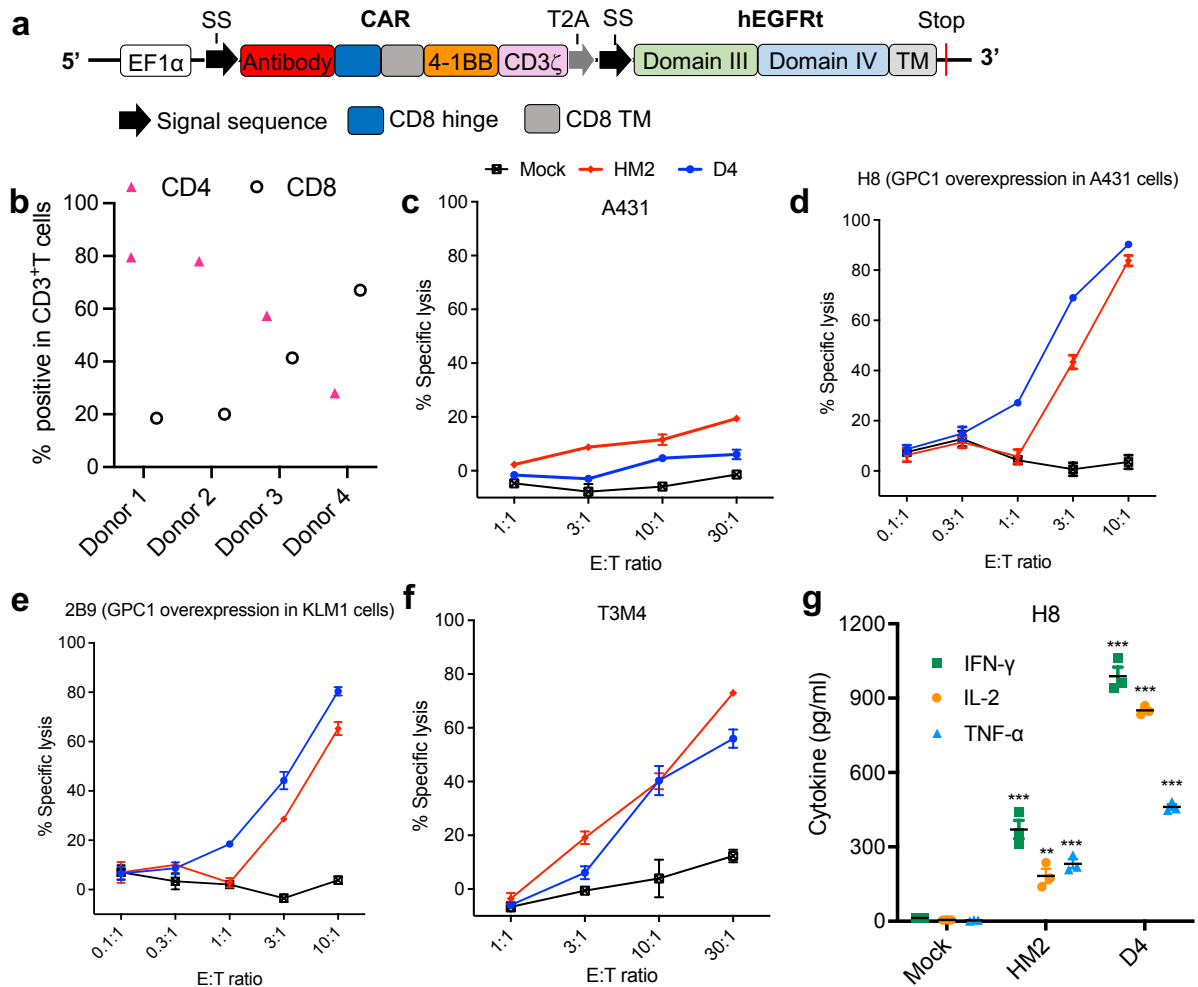 a
SS CAR T2A SS hEGFRt Stop
5’ EF1α Antibody 4-1BB CD3ζ Domain III Domain IV TM 3’
Signal sequence CD8 hinge CD8 TM
b
CD4 CD8
% positive in CD3+T cells
100
80
60
40
20
0
Donor 1 Donor 2 Donor 3 Donor 4
Mock HM2 D4
c
A431
% Specific lysis
100
80
60
40
20
0
1:1 3:1 10:1 30:1
E:T ratio
d
H8 (GPC1 overexpression in A431 cells)
% Specific lysis
100
80
60
40
20
0
0.1:1 0.3:1 1:1 3:1 10:1
E:T ratio
e
2B9 (GPC1 overexpression in KLM1 cells)
% Specific lysis
100
80
60
40
20
0
0.1:1 0.3:1 1:1 3:1 10:1
E:T ratio
f
T3M4
% Specific lysis
100
80
60
40
20
0
1:1 3:1 10:1 30:1
E:T ratio
g
H8
IFN-γ
IL-2
TNF-α
Cytokine (pg/ml)
1200
900
600
300
0
*** ** ***
*** *** ***
Mock HM2 D4